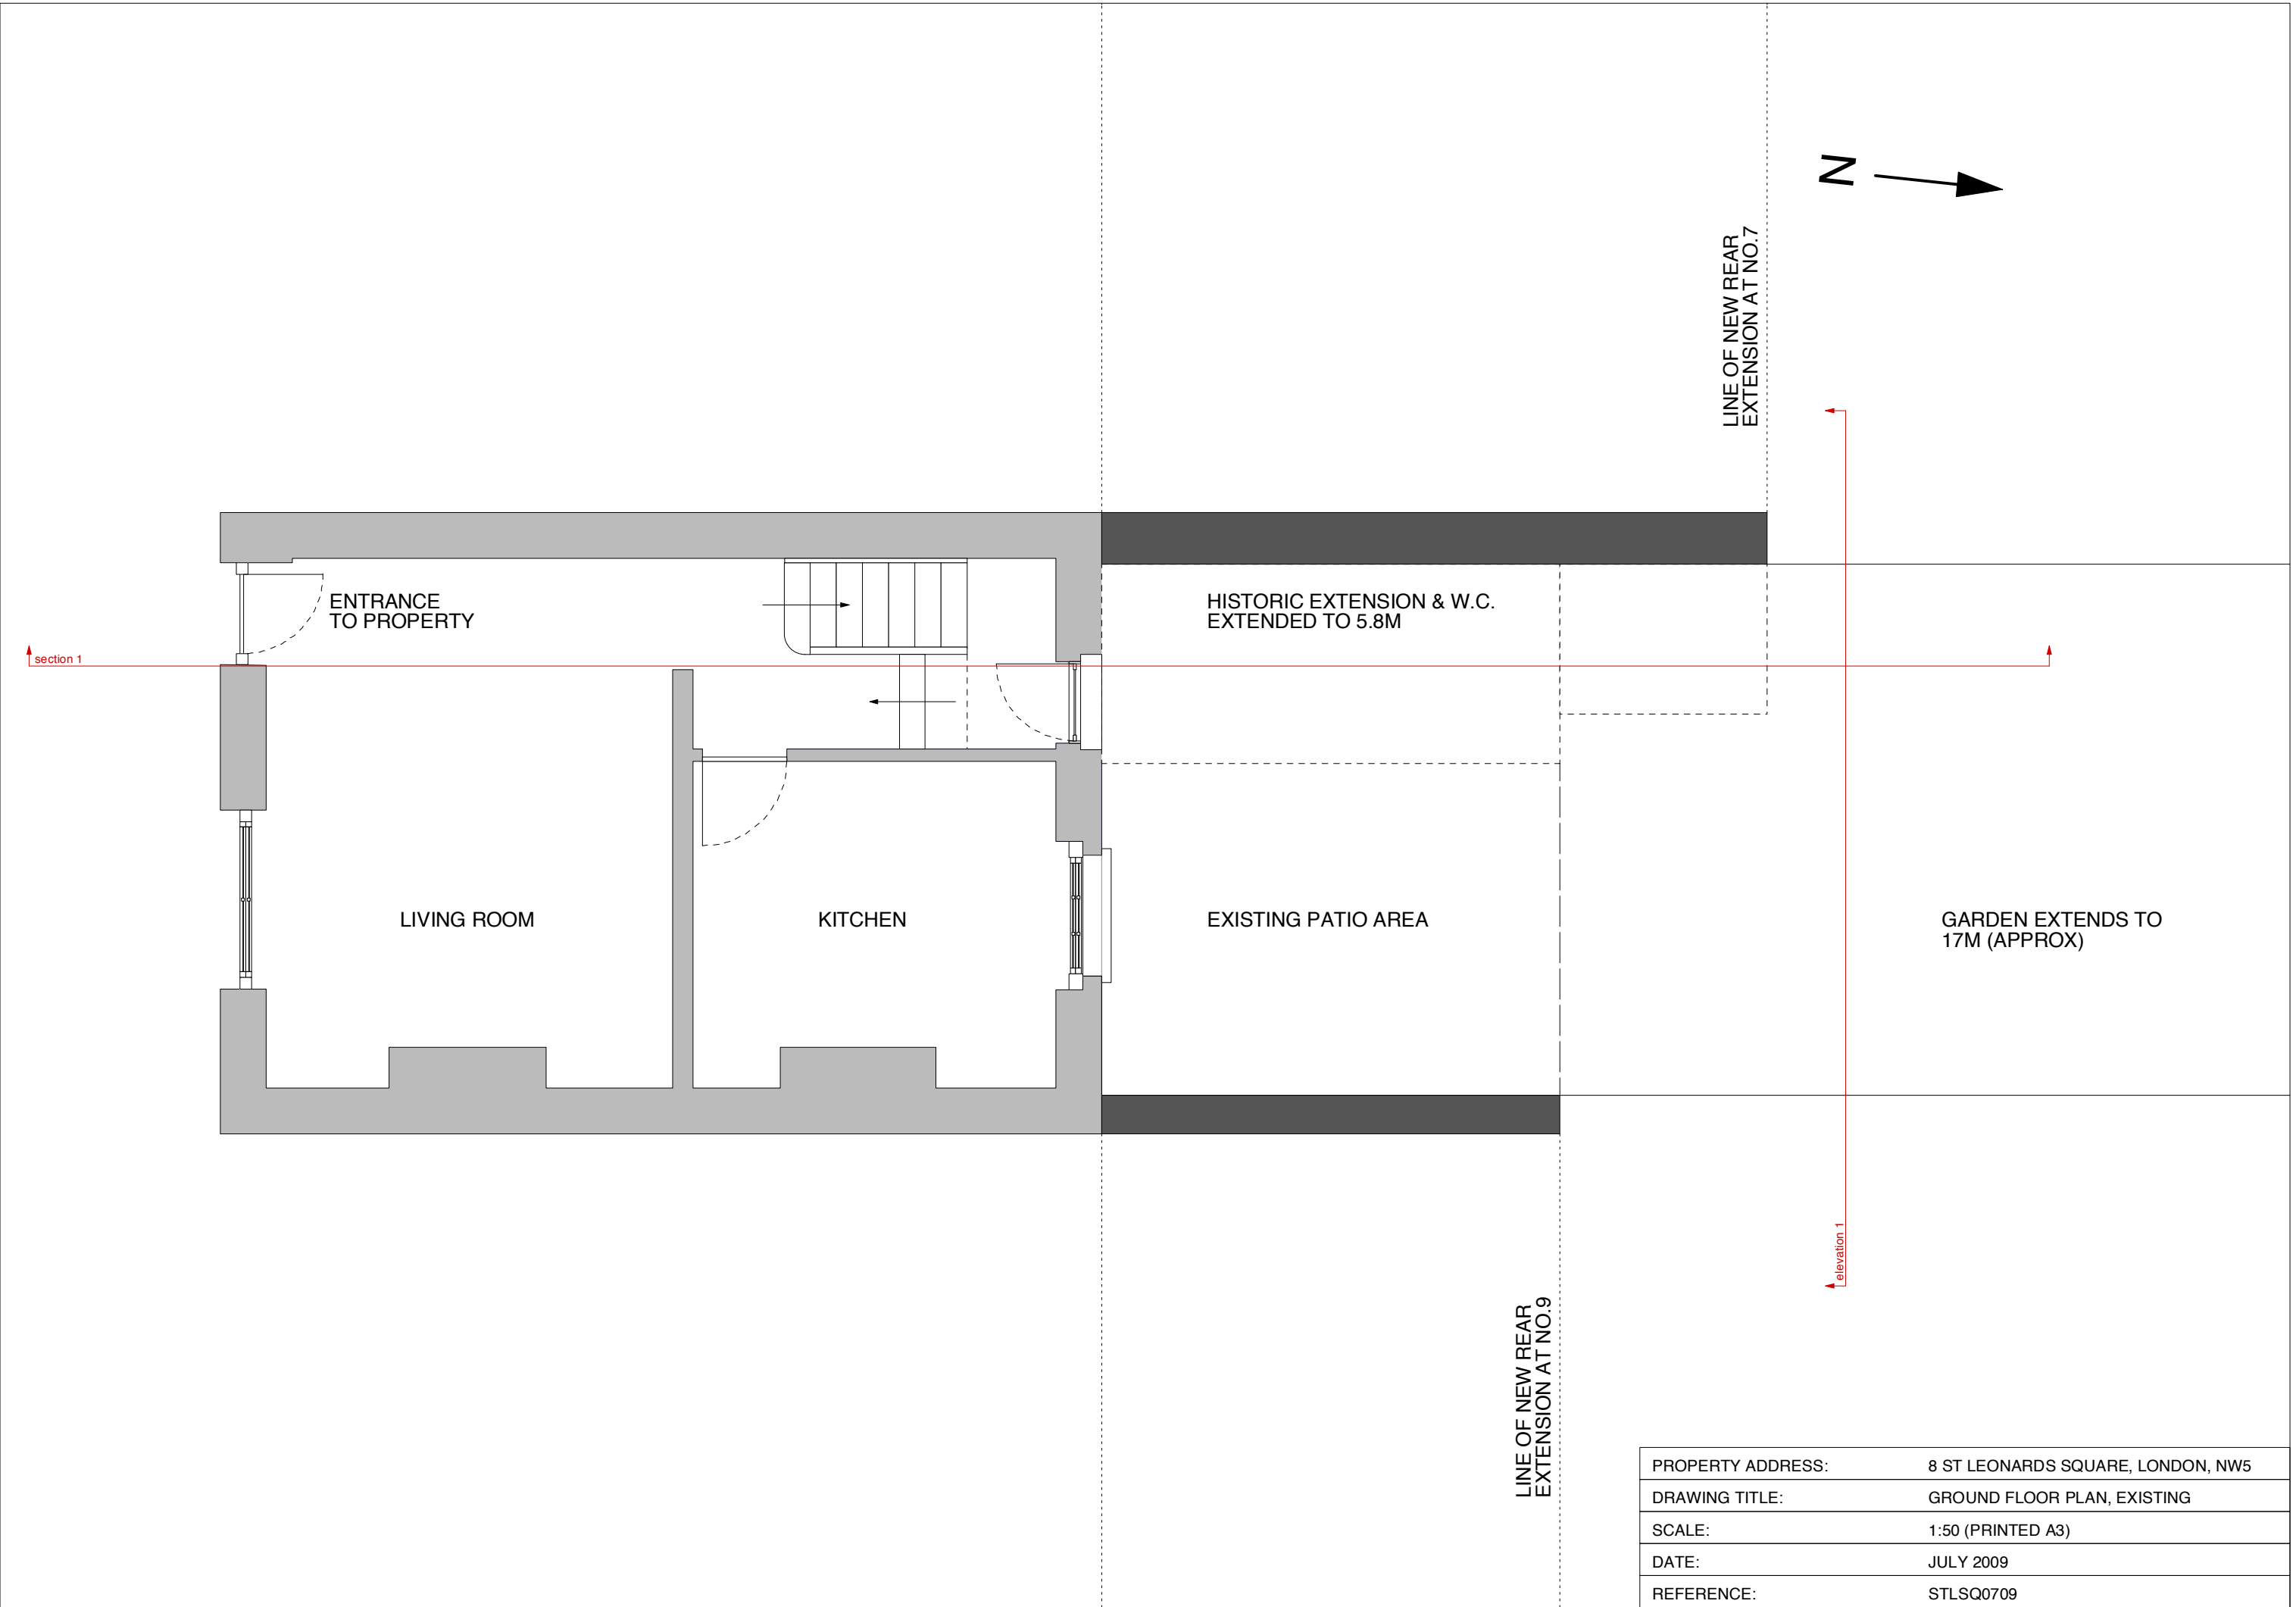 N
LINE OF NEW REAR
EXTENSION AT NO.7
ENTRANCE
TO PROPERTY
HISTORIC EXTENSION & W.C.
EXTENDED TO 5.8M
section 1
LIVING ROOM
KITCHEN
EXISTING PATIO AREA
GARDEN EXTENDS TO
17M (APPROX)
elevation 1
LINE OF NEW REAR
EXTENSION AT NO.9
PROPERTY ADDRESS: 8 ST LEONARDS SQUARE, LONDON, NW5
DRAWING TITLE: GROUND FLOOR PLAN, EXISTING
SCALE: 1:50 (PRINTED A3)
DATE: JULY 2009
REFERENCE: STLSQ0709